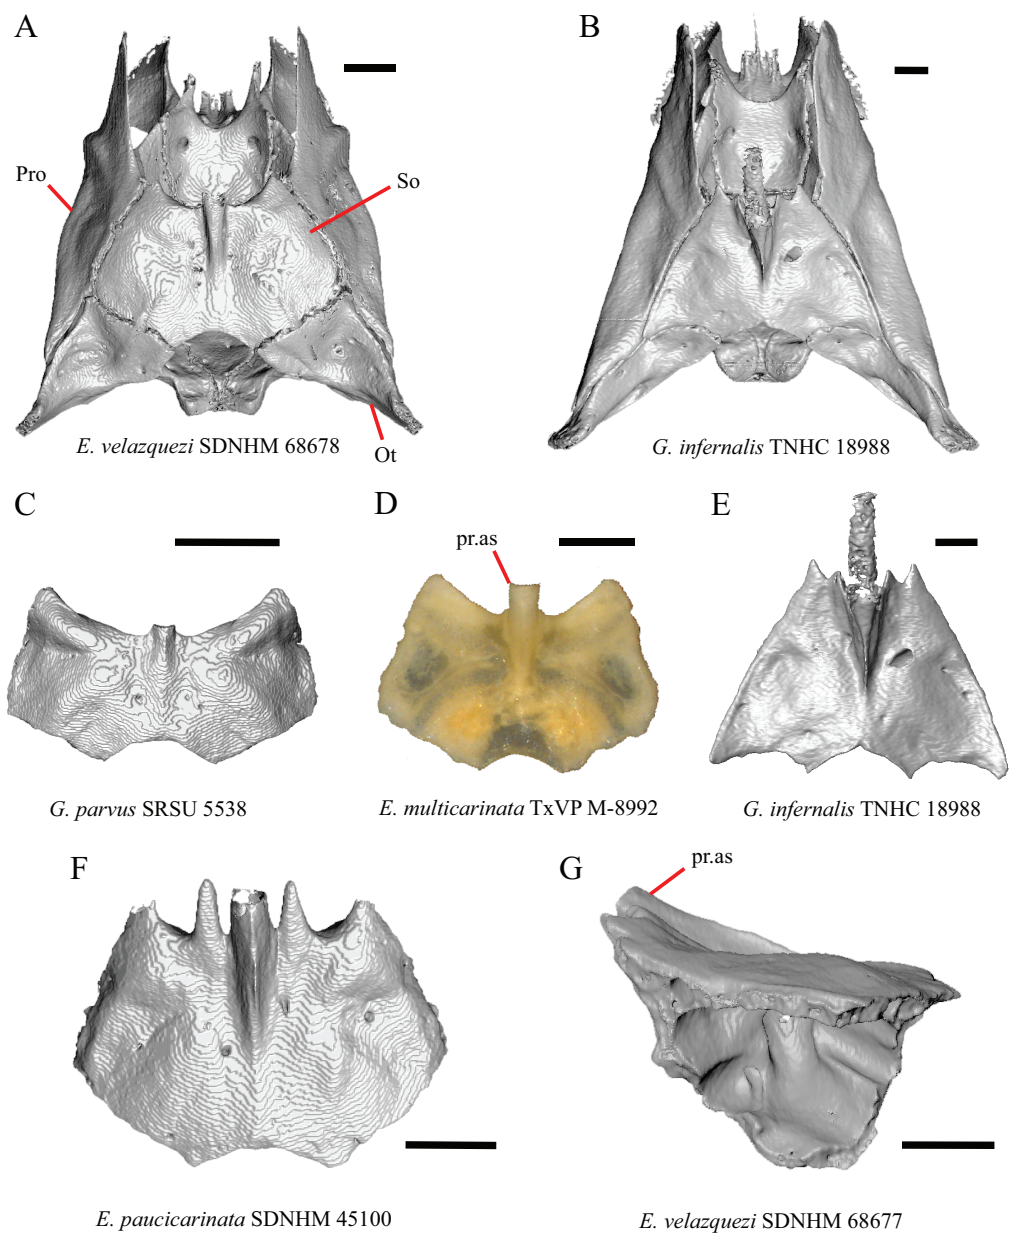 A
B
Pro
So
Ot
E. velazquezi SDNHM 68678
G. infernalis TNHC 18988
C
D
E
pr.as
G. parvus SRSU 5538
E. multicarinata TxVP M-8992
G. infernalis TNHC 18988
F
G
pr.as
E. paucicarinata SDNHM 45100
E. velazquezi SDNHM 68677